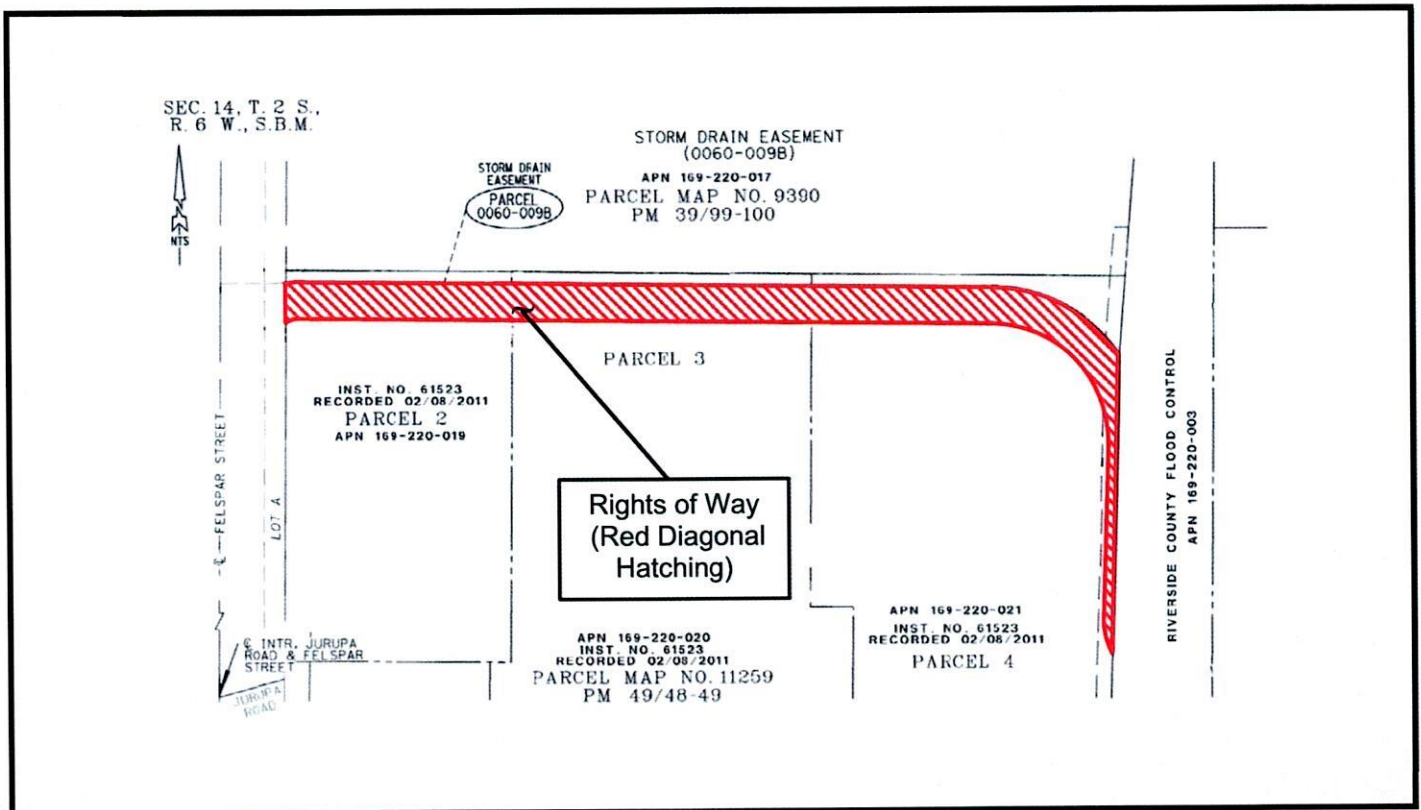 SEC. 14, T. 2 S.,
R. 6 W., S.B.M.
N
NTS
STORM DRAIN EASEMENT
(0060-009B)
APN 169-220-017
PARCEL MAP NO. 9390
PM 39/99-100
STORM DRAIN
EASEMENT
PARCEL
0060-009B
PARCEL 3
INST. NO. 61523
RECORDED 02/08/2011
PARCEL 2
APN 169-220-019
℄ FELSPAR STREET
LOT A
Rights of Way
(Red Diagonal
Hatching)
RIVERSIDE COUNTY FLOOD CONTROL
APN 169-220-003
℄ INTR. JURUPA
ROAD & FELSPAR
STREET
JURUPA
ROAD
APN 169-220-020
INST. NO. 61523
RECORDED 02/08/2011
PARCEL MAP NO. 11259
PM 49/48-49
APN 169-220-021
INST. NO. 61523
RECORDED 02/08/2011
PARCEL 4